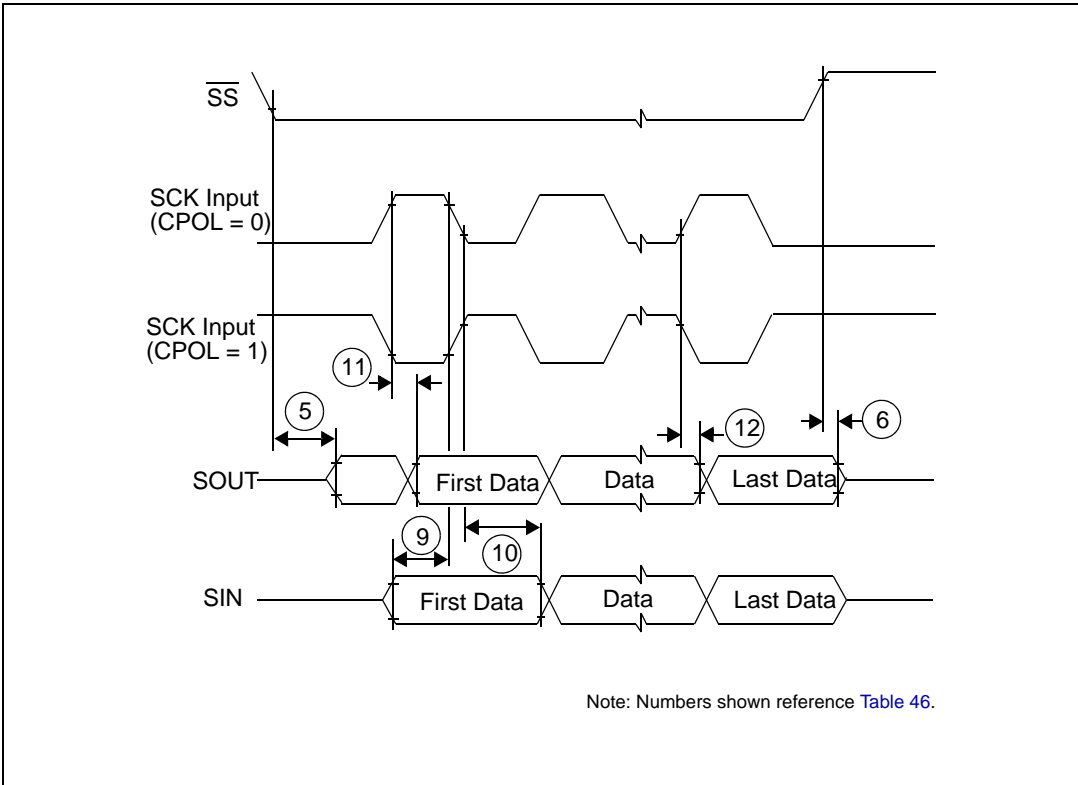 SS
SCK Input
(CPOL = 0)
SCK Input
(CPOL = 1)
11
5
12
6
SOUT
First Data
Data
Last Data
9
10
SIN
First Data
Data
Last Data
Note: Numbers shown reference Table 46.